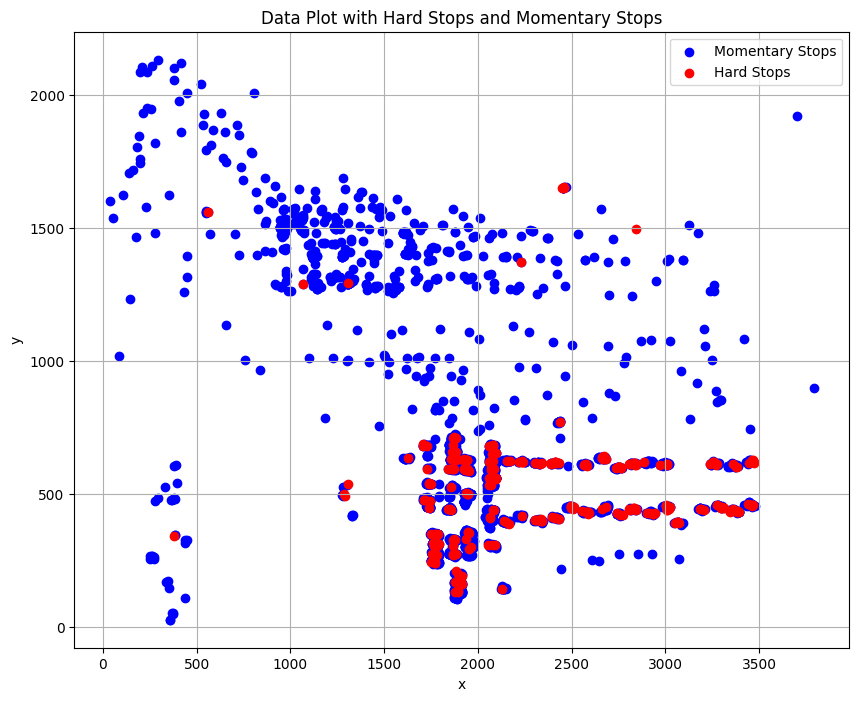 Data Plot with Hard Stops and Momentary Stops
Momentary Stops
Hard Stops
y
2000
1500
1000
500
0
0 500 1000 1500 2000 2500 3000 3500
x